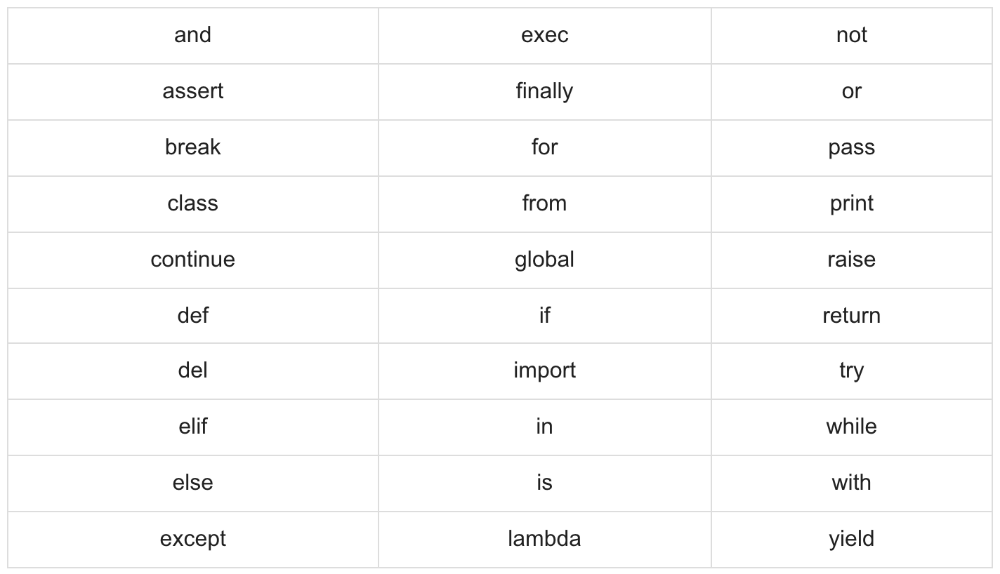 and exec not
assert finally or
break for pass
class from print
continue global raise
def if return
del import try
elif in while
else is with
except lambda yield